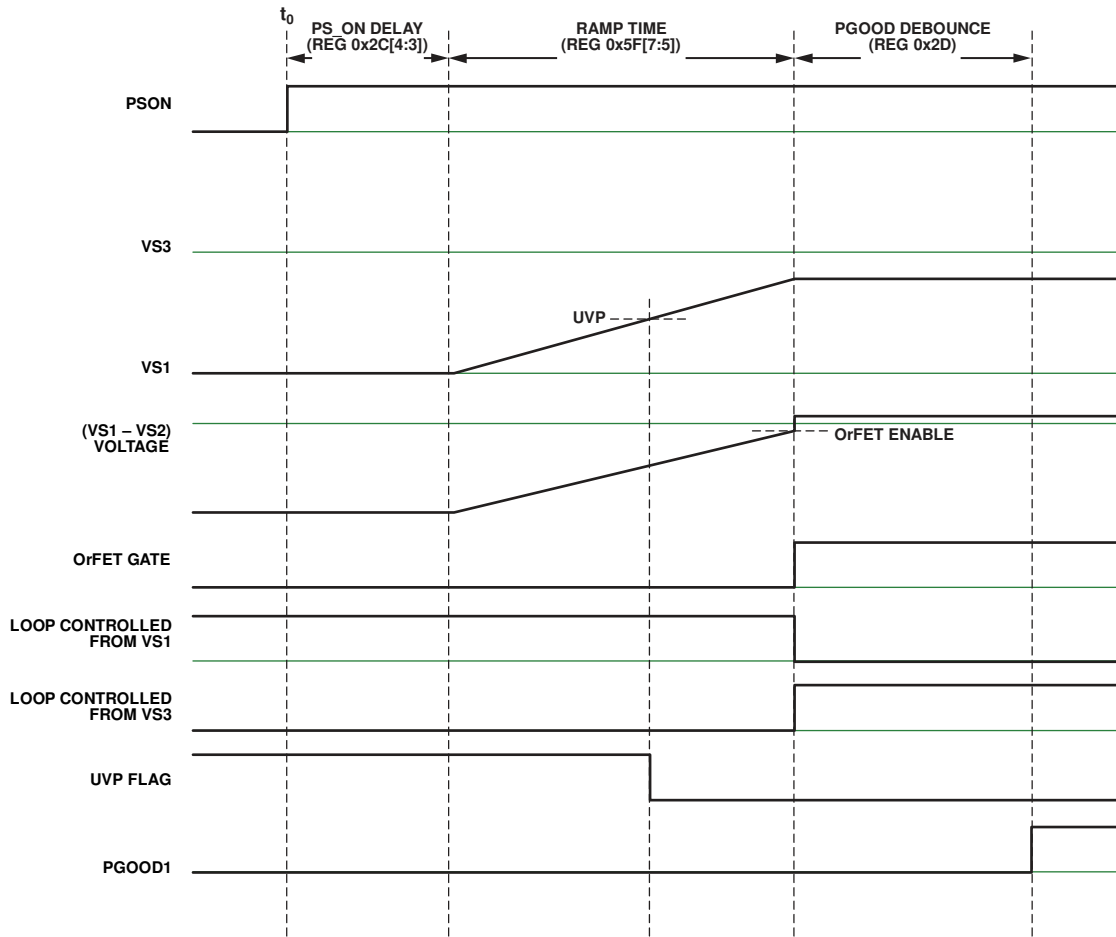 t0
PS_ON DELAY
(REG 0x2C[4:3])
RAMP TIME
(REG 0x5F[7:5])
PGOOD DEBOUNCE
(REG 0x2D)
PSON
VS3
UVP
VS1
(VS1 – VS2)
VOLTAGE
OrFET ENABLE
OrFET GATE
LOOP CONTROLLED
FROM VS1
LOOP CONTROLLED
FROM VS3
UVP FLAG
PGOOD1